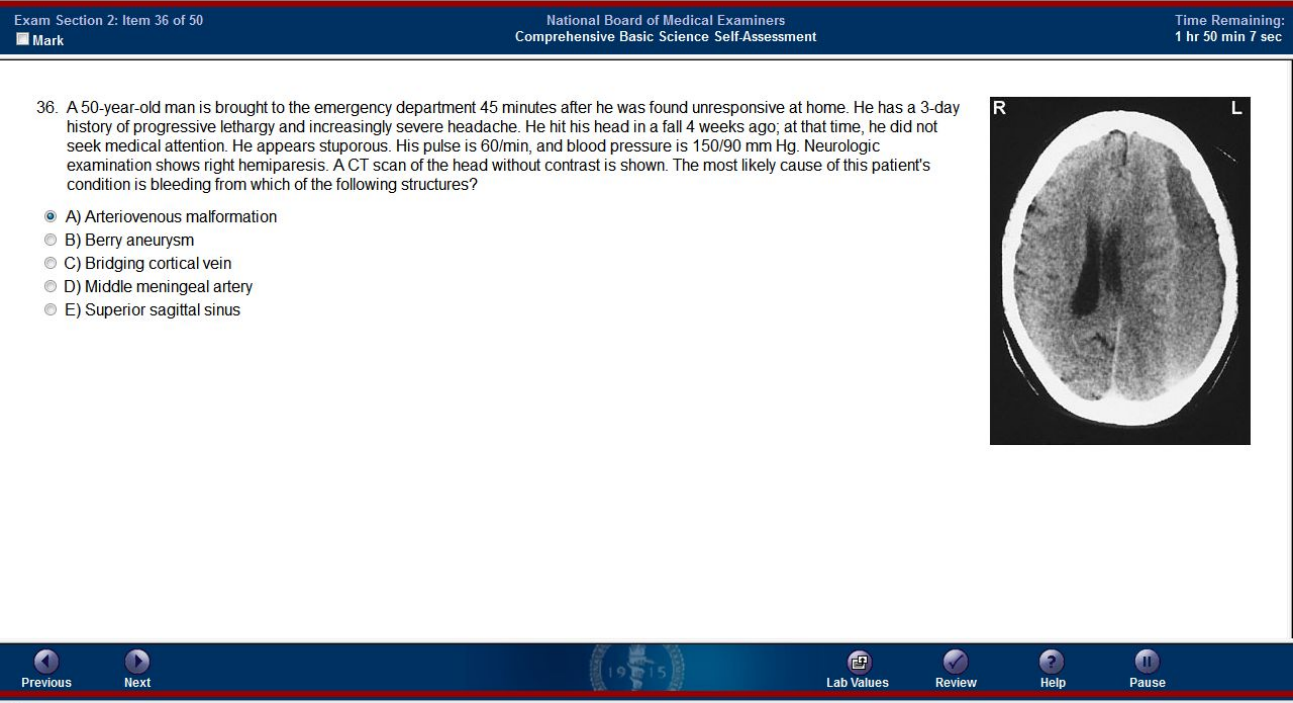 Exam Section 2: Item 36 of 50
National Board of Medical Examiners
Time Remaining:
Mark
Comprehensive Basic Science Self-Assessment
1 hr 50 min 7 sec
36. A 50-year-old man is brought to the emergency department 45 minutes after he was found unresponsive at home. He has a 3-day
history of progressive lethargy and increasingly severe headache. He hit his head in a fall 4 weeks ago; at that time, he did not
seek medical attention. He appears stuporous. His pulse is 60/min, and blood pressure is 150/90 mm Hg. Neurologic
examination shows right hemiparesis. A CT scan of the head without contrast is shown. The most likely cause of this patient's
condition is bleeding from which of the following structures?
R
L
A) Arteriovenous malformation
B) Berry aneurysm
C) Bridging cortical vein
D) Middle meningeal artery
E) Superior sagittal sinus
1915
Previous
Next
Lab Values
Review
Help
Pause